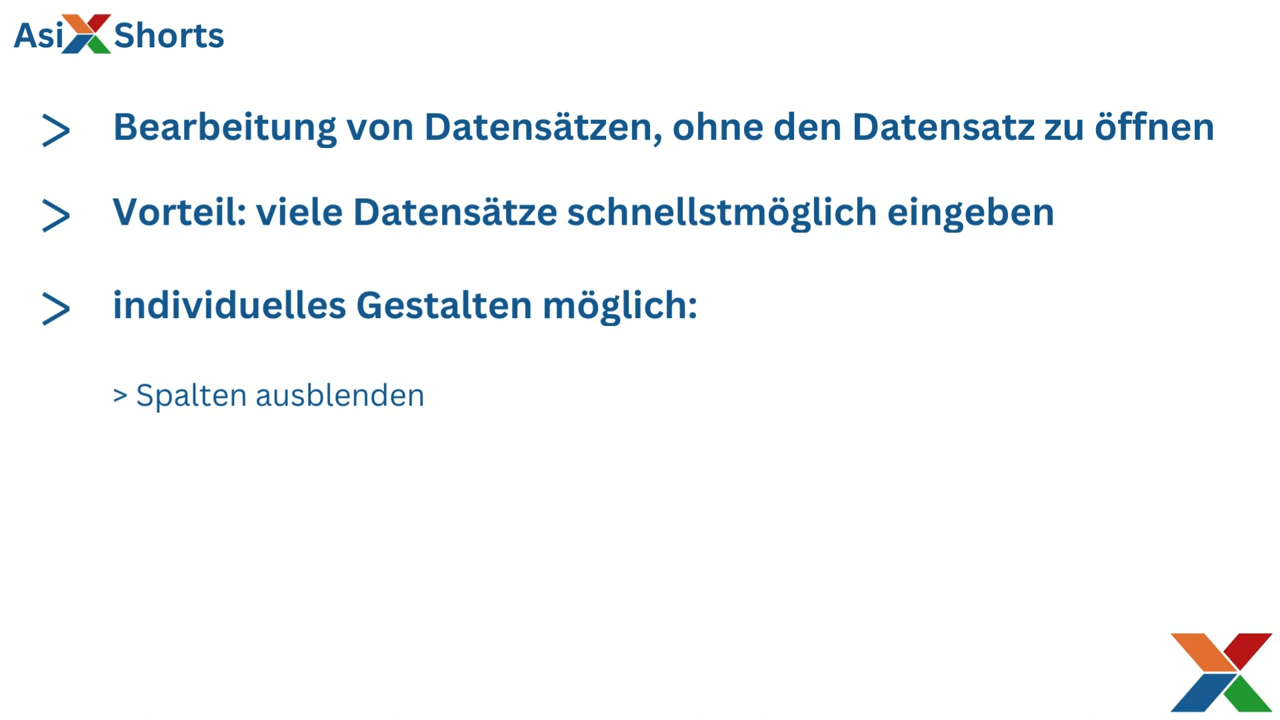 AsiX Shorts
> Bearbeitung von Datensätzen, ohne den Datensatz zu öffnen
> Vorteil: viele Datensätze schnellstmöglich eingeben
> individuelles Gestalten möglich:
> Spalten ausblenden